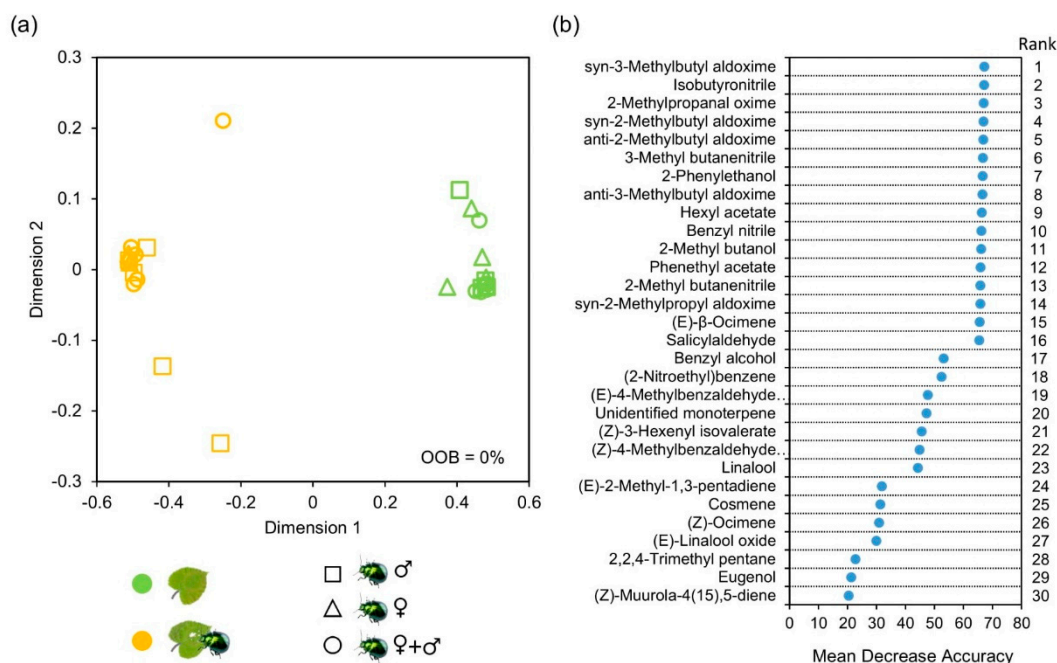 (a)
0.3
0.2
0.1
0
-0.1
-0.2
-0.3
Dimension 2
OOB = 0%
-0.6
-0.4
-0.2
0
0.2
0.4
0.6
Dimension 1
♂
♀
♀+♂
(b)
Rank
syn-3-Methylbutyl aldoxime 1
Isobutyronitrile 2
2-Methylpropanal oxime 3
syn-2-Methylbutyl aldoxime 4
anti-2-Methylbutyl aldoxime 5
3-Methyl butanenitrile 6
2-Phenylethanol 7
anti-3-Methylbutyl aldoxime 8
Hexyl acetate 9
Benzyl nitrile 10
2-Methyl butanol 11
Phenethyl acetate 12
2-Methyl butanenitrile 13
syn-2-Methylpropyl aldoxime 14
(E)-β-Ocimene 15
Salicylaldehyde 16
Benzyl alcohol 17
(2-Nitroethyl)benzene 18
(E)-4-Methylbenzaldehyde.. 19
Unidentified monoterpene 20
(Z)-3-Hexenyl isovalerate 21
(Z)-4-Methylbenzaldehyde.. 22
Linalool 23
(E)-2-Methyl-1,3-pentadiene 24
Cosmene 25
(Z)-Ocimene 26
(E)-Linalool oxide 27
2,2,4-Trimethyl pentane 28
Eugenol 29
(Z)-Muurola-4(15),5-diene 30
0 10 20 30 40 50 60 70 80
Mean Decrease Accuracy